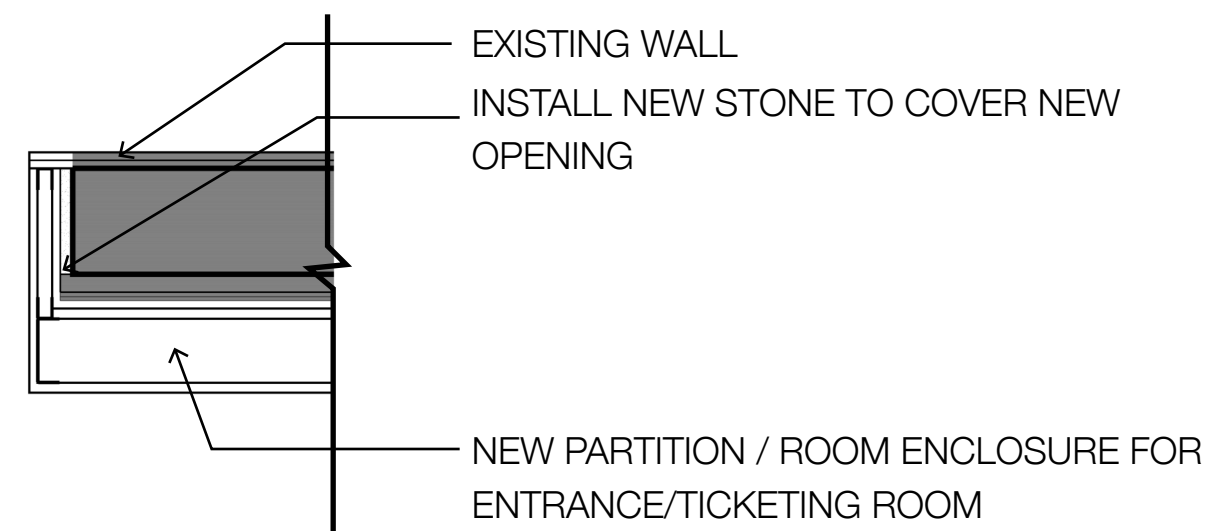 EXISTING WALL
INSTALL NEW STONE TO COVER NEW
OPENING
NEW PARTITION / ROOM ENCLOSURE FOR
ENTRANCE/TICKETING ROOM